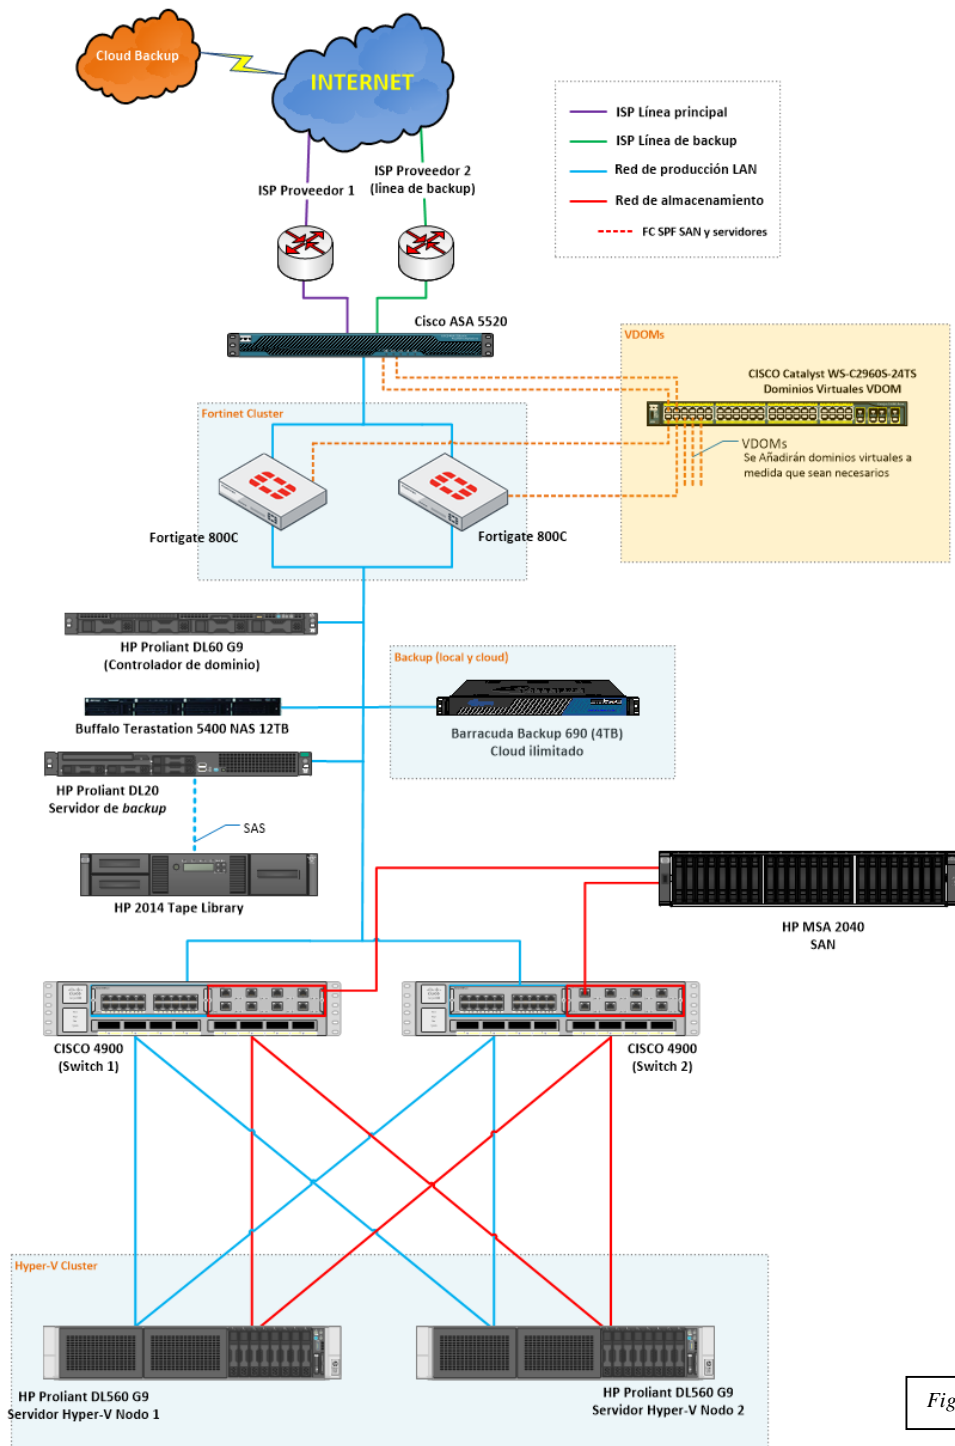 Cloud Backup
INTERNET
ISP Línea principal
ISP Línea de backup
Red de producción LAN
Red de almacenamiento
FC SPF SAN y servidores
ISP Proveedor 1
ISP Proveedor 2
(linea de backup)
Cisco ASA 5520
VDOMs
CISCO Catalyst WS-C2960S-24TS
Dominios Virtuales VDOM
VDOMs
Se Añadirán dominios virtuales a
medida que sean necesarios
Fortinet Cluster
Fortigate 800C
Fortigate 800C
HP Proliant DL60 G9
(Controlador de dominio)
Backup (local y cloud)
Barracuda Backup 690 (4TB)
Cloud ilimitado
Buffalo Terastation 5400 NAS 12TB
HP Proliant DL20
Servidor de backup
SAS
HP 2014 Tape Library
HP MSA 2040
SAN
CISCO 4900
(Switch 1)
CISCO 4900
(Switch 2)
Hyper-V Cluster
HP Proliant DL560 G9
Servidor Hyper-V Nodo 1
HP Proliant DL560 G9
Servidor Hyper-V Nodo 2
Fig